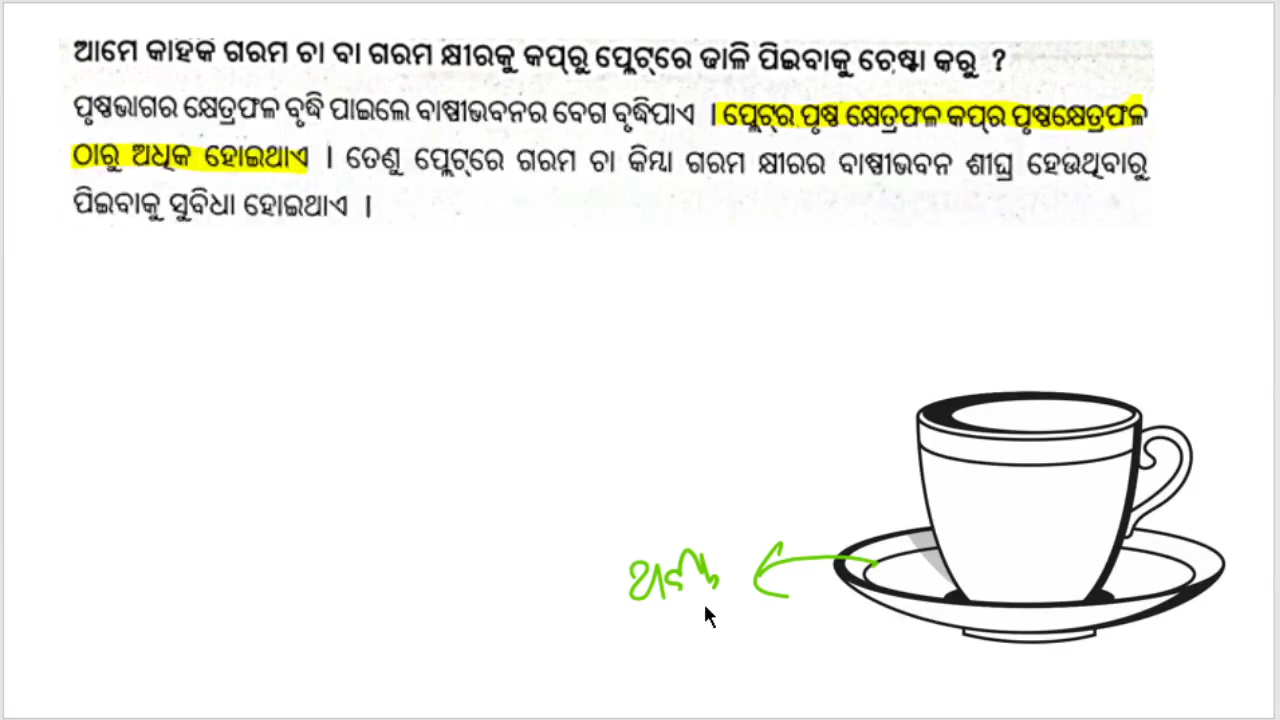 ଆମେ କାହିଁକି ଗରମ ଚା ବା ଗରମ କ୍ଷୀରକୁ କପ୍‌ରୁ ପ୍ଲେଟ୍‌ରେ ଢାଳି ପିଇବାକୁ ଚେଷ୍ଟା କରୁ ?
ପୃଷ୍ଠଭାଗର କ୍ଷେତ୍ରଫଳ ବୃଦ୍ଧି ପାଇଲେ ବାଷ୍ପୀଭବନର ବେଗ ବୃଦ୍ଧିପାଏ । ପ୍ଲେଟ୍‌ର ପୃଷ୍ଠ କ୍ଷେତ୍ରଫଳ କପ୍‌ର ପୃଷ୍ଠକ୍ଷେତ୍ରଫଳ
ଠାରୁ ଅଧିକ ହୋଇଥାଏ । ତେଣୁ ପ୍ଲେଟ୍‌ରେ ଗରମ ଚା କିମ୍ବା ଗରମ କ୍ଷୀରର ବାଷ୍ପୀଭବନ ଶୀଘ୍ର ହେଉଥିବାରୁ
ପିଇବାକୁ ସୁବିଧା ହୋଇଥାଏ ।